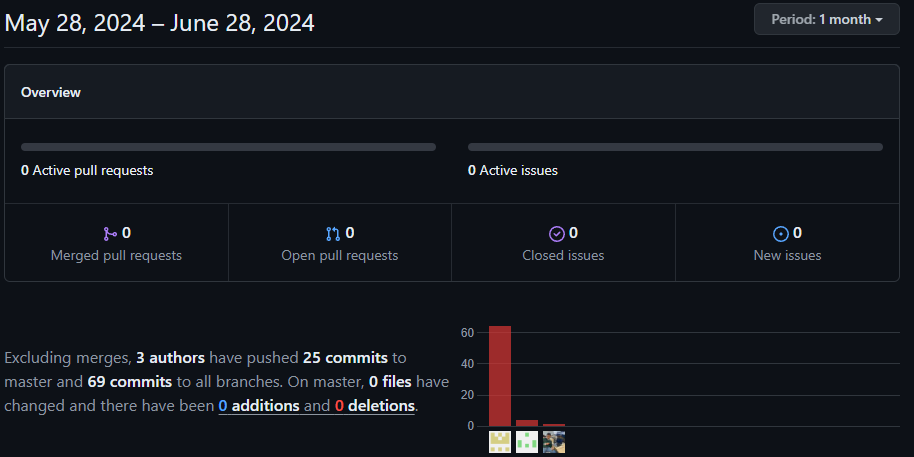 May 28, 2024 – June 28, 2024
Period: 1 month
Overview
0 Active pull requests
0 Active issues
0
Merged pull requests
0
Open pull requests
0
Closed issues
0
New issues
Excluding merges, 3 authors have pushed 25 commits to
master and 69 commits to all branches. On master, 0 files have
changed and there have been 0 additions and 0 deletions.
60
40
20
0